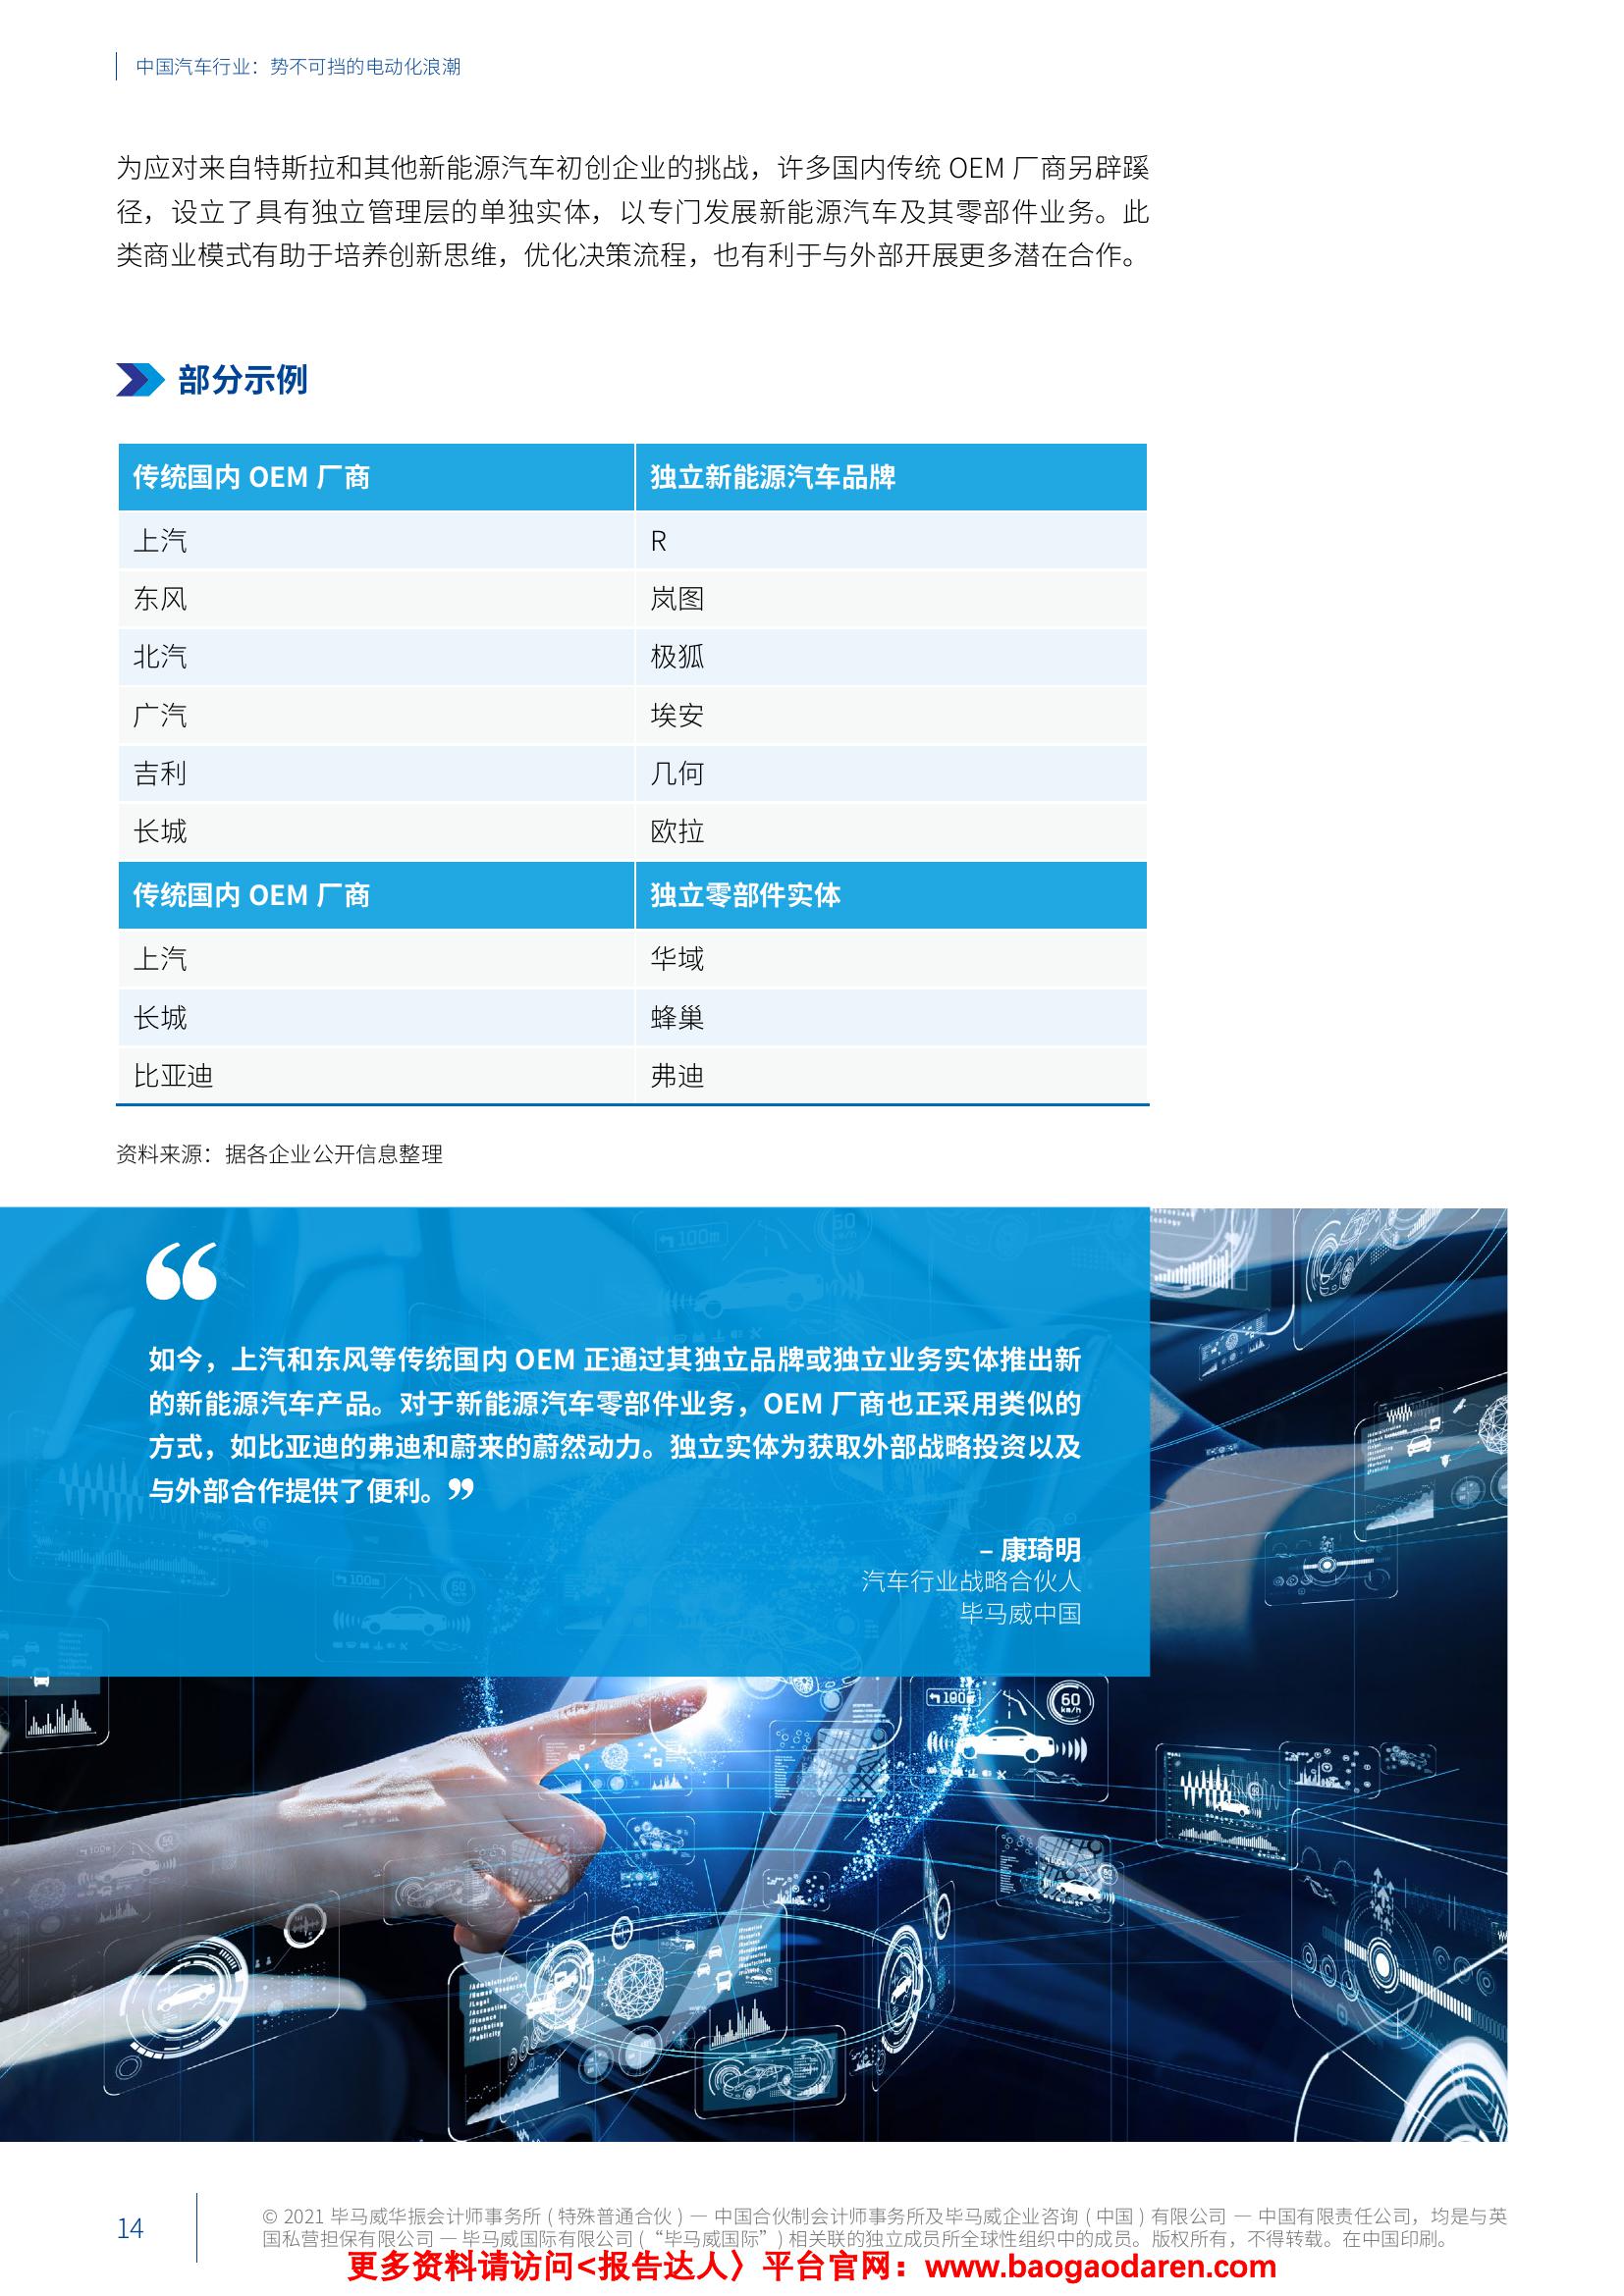 中国汽车行业：势不可挡的电动化浪潮
为应对来自特斯拉和其他新能源汽车初创企业的挑战，许多国内传统 OEM 厂商另辟蹊
径，设立了具有独立管理层的单独实体，以专门发展新能源汽车及其零部件业务。此
类商业模式有助于培养创新思维，优化决策流程，也有利于与外部开展更多潜在合作。
部分示例
传统国内 OEM 厂商 独立新能源汽车品牌
上汽 R
东风 岚图
北汽 极狐
广汽 埃安
吉利 几何
长城 欧拉
传统国内 OEM 厂商 独立零部件实体
上汽 华域
长城 蜂巢
比亚迪 弗迪
资料来源：据各企业公开信息整理
“
如今，上汽和东风等传统国内 OEM 正通过其独立品牌或独立业务实体推出新
的新能源汽车产品。对于新能源汽车零部件业务，OEM 厂商也正采用类似的
方式，如比亚迪的弗迪和蔚来的蔚然动力。独立实体为获取外部战略投资以及
与外部合作提供了便利。”
– 康琦明
汽车行业战略合伙人
毕马威中国
100m
60
km/h
/Administration
/Human Resources
/Legal
/Accounting
/Finance
/Marketing
/Publicity
14
© 2021 毕马威华振会计师事务所 ( 特殊普通合伙 ) — 中国合伙制会计师事务所及毕马威企业咨询 ( 中国 ) 有限公司 — 中国有限责任公司，均是与英
国私营担保有限公司 — 毕马威国际有限公司 (“毕马威国际”) 相关联的独立成员所全球性组织中的成员。版权所有，不得转载。在中国印刷。
更多资料请访问<报告达人〉平台官网：www.baogaodaren.com